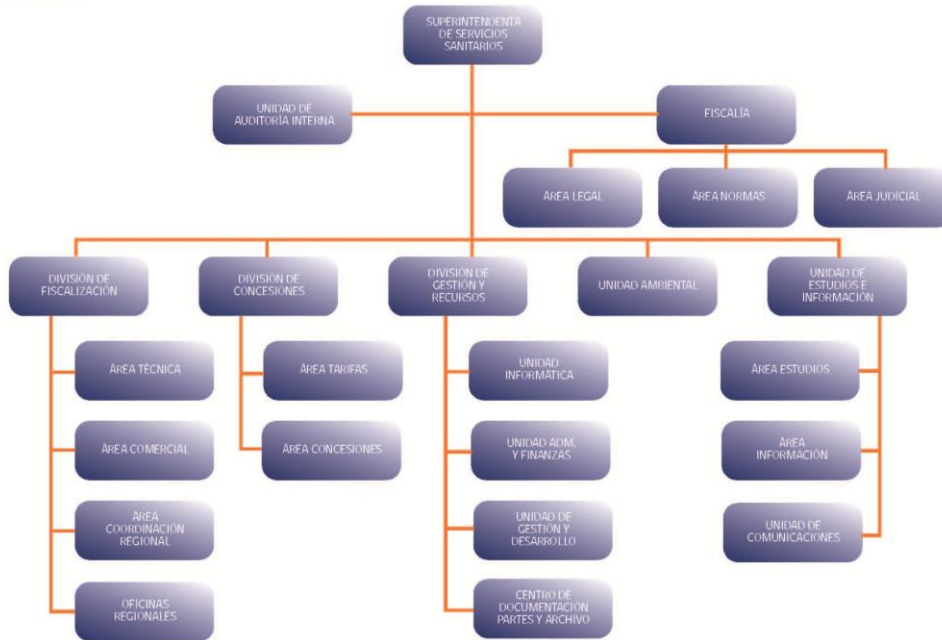 SUPERINTENDENTA
DE SERVICIOS
SANITARIOS
UNIDAD DE
AUDITORÍA INTERNA
FISCALÍA
ÁREA LEGAL
ÁREA NORMAS
ÁREA JUDICIAL
DIVISIÓN DE
FISCALIZACIÓN
DIVISIÓN DE
CONCESIONES
DIVISIÓN DE
GESTIÓN Y
RECURSOS
UNIDAD AMBIENTAL
UNIDAD DE
ESTUDIOS E
INFORMACIÓN
ÁREA TÉCNICA
ÁREA COMERCIAL
ÁREA
COORDINACIÓN
REGIONAL
OFICINAS
REGIONALES
ÁREA TARIFAS
ÁREA CONCESIONES
UNIDAD
INFORMÁTICA
UNIDAD ADM.
Y FINANZAS
UNIDAD DE
GESTIÓN Y
DESARROLLO
CENTRO DE
DOCUMENTACIÓN
PARTES Y ARCHIVO
ÁREA ESTUDIOS
ÁREA
INFORMACIÓN
UNIDAD DE
COMUNICACIONES